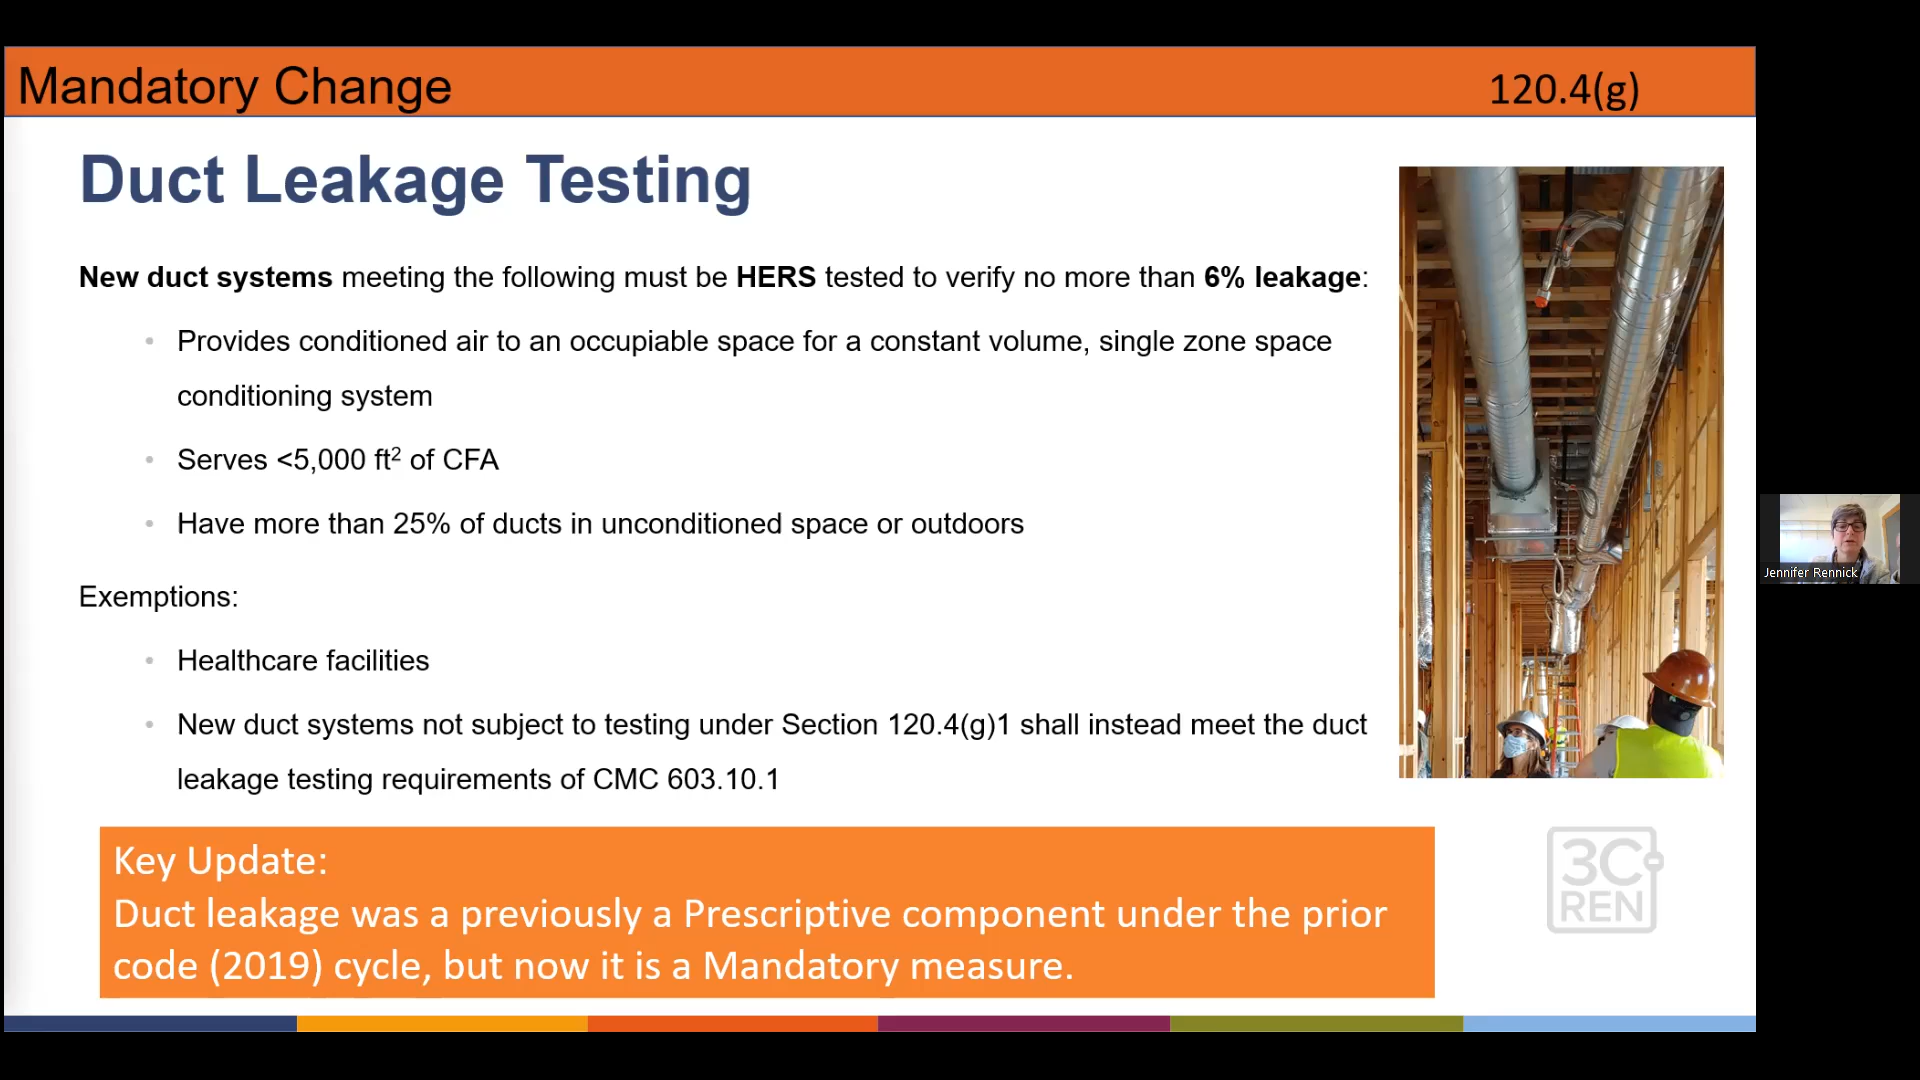 Mandatory Change
120.4(g)
Duct Leakage Testing
New duct systems meeting the following must be HERS tested to verify no more than 6% leakage:
• Provides conditioned air to an occupiable space for a constant volume, single zone space
conditioning system
• Serves <5,000 ft² of CFA
• Have more than 25% of ducts in unconditioned space or outdoors
Exemptions:
• Healthcare facilities
• New duct systems not subject to testing under Section 120.4(g)1 shall instead meet the duct
leakage testing requirements of CMC 603.10.1
Key Update:
Duct leakage was a previously a Prescriptive component under the prior
code (2019) cycle, but now it is a Mandatory measure.
3C-
REN
Jennifer Rennick